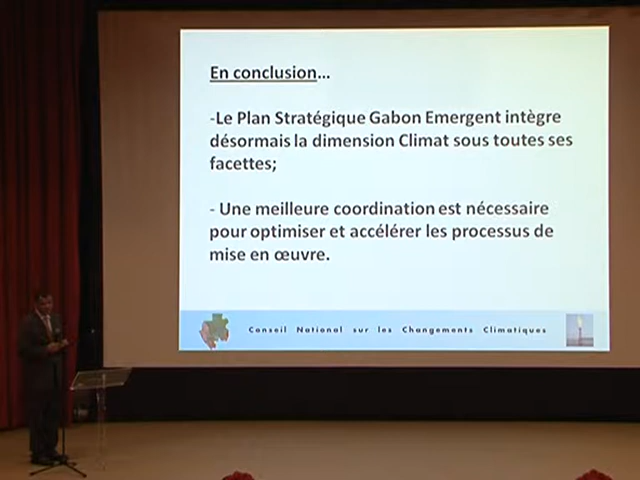 En conclusion...
-Le Plan Stratégique Gabon Emergent intègre
désormais la dimension Climat sous toutes ses
facettes;
- Une meilleure coordination est nécessaire
pour optimiser et accélérer les processus de
mise en œuvre.
Conseil National sur les Changements Climatiques